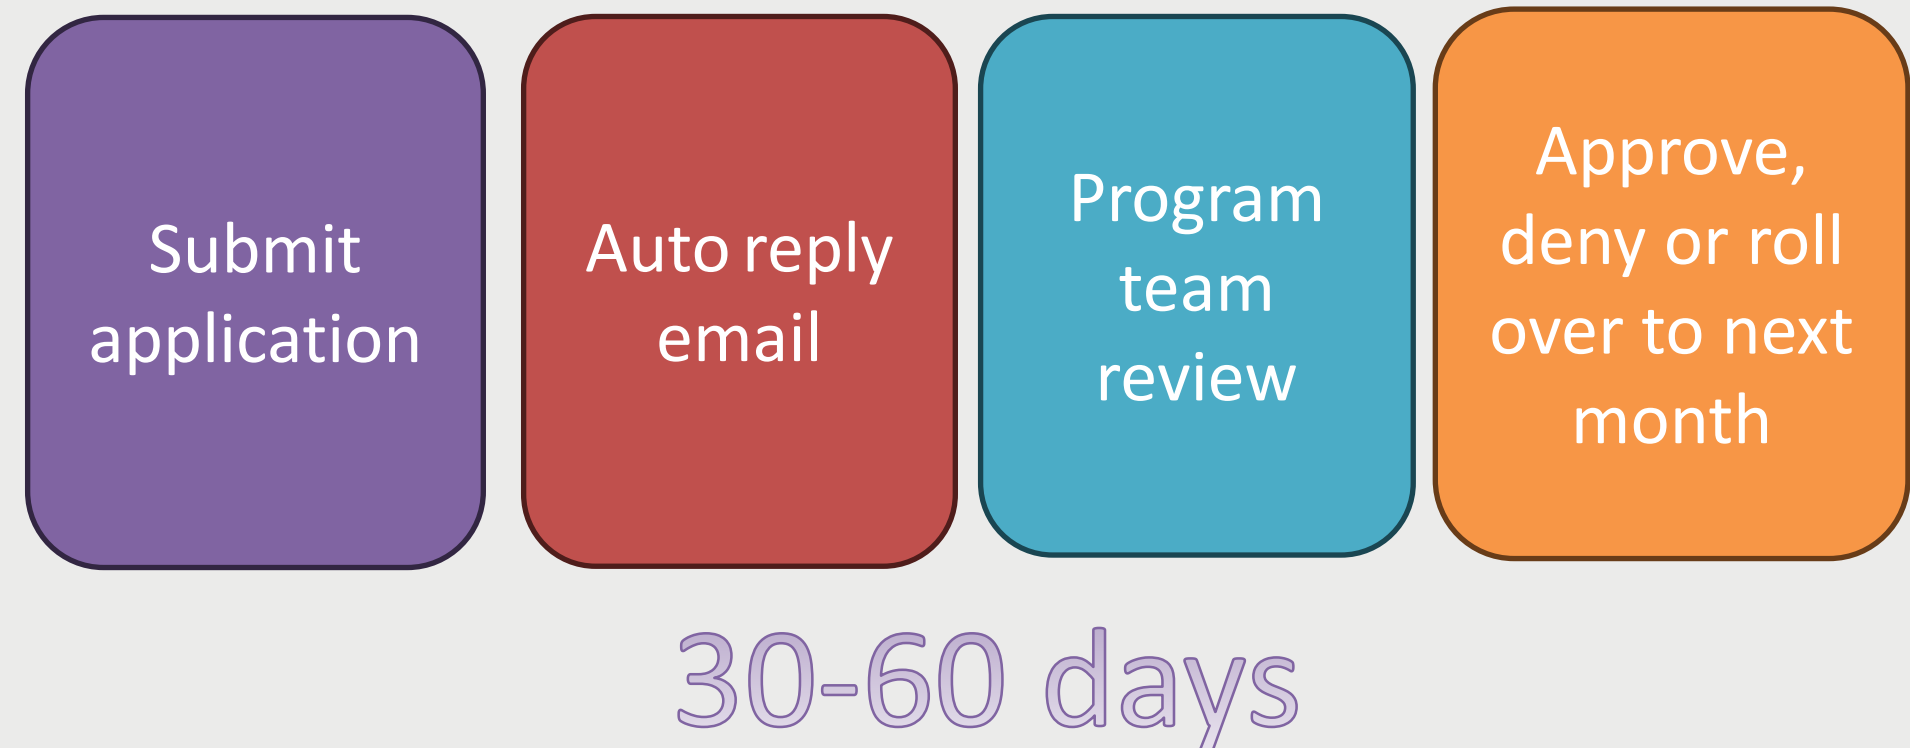 Submit
application
Auto reply
email
Program
team
review
Approve,
deny or roll
over to next
month
30-60 days